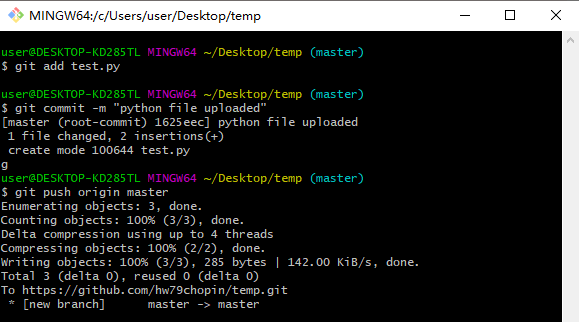 MINGW64:/c/Users/user/Desktop/temp
user@DESKTOP-KD285TL MINGW64 ~/Desktop/temp (master)
$ git add test.py
user@DESKTOP-KD285TL MINGW64 ~/Desktop/temp (master)
$ git commit -m "python file uploaded"
[master (root-commit) 1625eec] python file uploaded
 1 file changed, 2 insertions(+)
 create mode 100644 test.py
g
user@DESKTOP-KD285TL MINGW64 ~/Desktop/temp (master)
$ git push origin master
Enumerating objects: 3, done.
Counting objects: 100% (3/3), done.
Delta compression using up to 4 threads
Compressing objects: 100% (2/2), done.
Writing objects: 100% (3/3), 285 bytes | 142.00 KiB/s, done.
Total 3 (delta 0), reused 0 (delta 0)
To https://github.com/hw79chopin/temp.git
 * [new branch]      master -> master